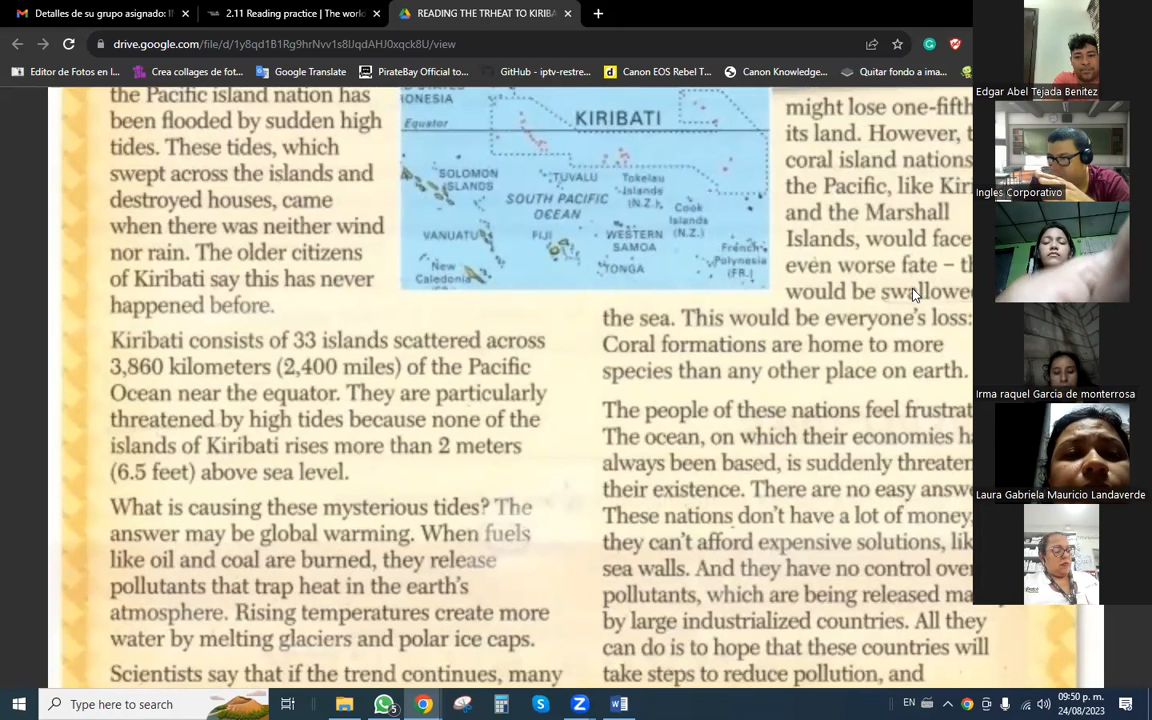 Detalles de su grupo asignado: I
2.11 Reading practice | The world
READING THE TRHEAT TO KIRIBA
drive.google.com/file/d/1y8qd1B1Rg9hrNvv1s8IJqdAHJ0xqck8U/view
Editor de Fotos en l...
Crea collages de fot...
Google Translate
PirateBay Official to...
GitHub - iptv-restre...
Canon EOS Rebel T...
Canon Knowledge...
Quitar fondo a ima...
the Pacific island nation has
been flooded by sudden high
tides. These tides, which
swept across the islands and
destroyed houses, came
when there was neither wind
nor rain. The older citizens
of Kiribati say this has never
happened before.
Kiribati consists of 33 islands scattered across
3,860 kilometers (2,400 miles) of the Pacific
Ocean near the equator. They are particularly
threatened by high tides because none of the
islands of Kiribati rises more than 2 meters
(6.5 feet) above sea level.
What is causing these mysterious tides? The
answer may be global warming. When fuels
like oil and coal are burned, they release
pollutants that trap heat in the earth's
atmosphere. Rising temperatures create more
water by melting glaciers and polar ice caps.
Scientists say that if the trend continues, many
IONESIA
Equator
KIRIBATI
SOLOMON
ISLANDS
TUVALU
Tokelau
Islands
(N.Z.)
SOUTH PACIFIC
OCEAN
Cook
Islands
(N.Z.)
VANUATU
FIJI
WESTERN
SAMOA
French
Polynesia
(FR.)
TONGA
New
Caledonia
might lose one-fifth
its land. However, t
coral island nations
the Pacific, like Kir
and the Marshall
Islands, would face
even worse fate – th
would be swallowe
the sea. This would be everyone's loss:
Coral formations are home to more
species than any other place on earth.
The people of these nations feel frustrat
The ocean, on which their economies h
always been based, is suddenly threaten
their existence. There are no easy answ
These nations don't have a lot of money,
they can't afford expensive solutions, lik
sea walls. And they have no control over
pollutants, which are being released ma
by large industrialized countries. All they
can do is to hope that these countries will
take steps to reduce pollution, and
Edgar Abel Tejada Benitez
Ingles Corporativo
Irma raquel Garcia de monterrosa
Laura Gabriela Mauricio Landaverde
Type here to search
5
EN
09:50 p. m.
24/08/2023